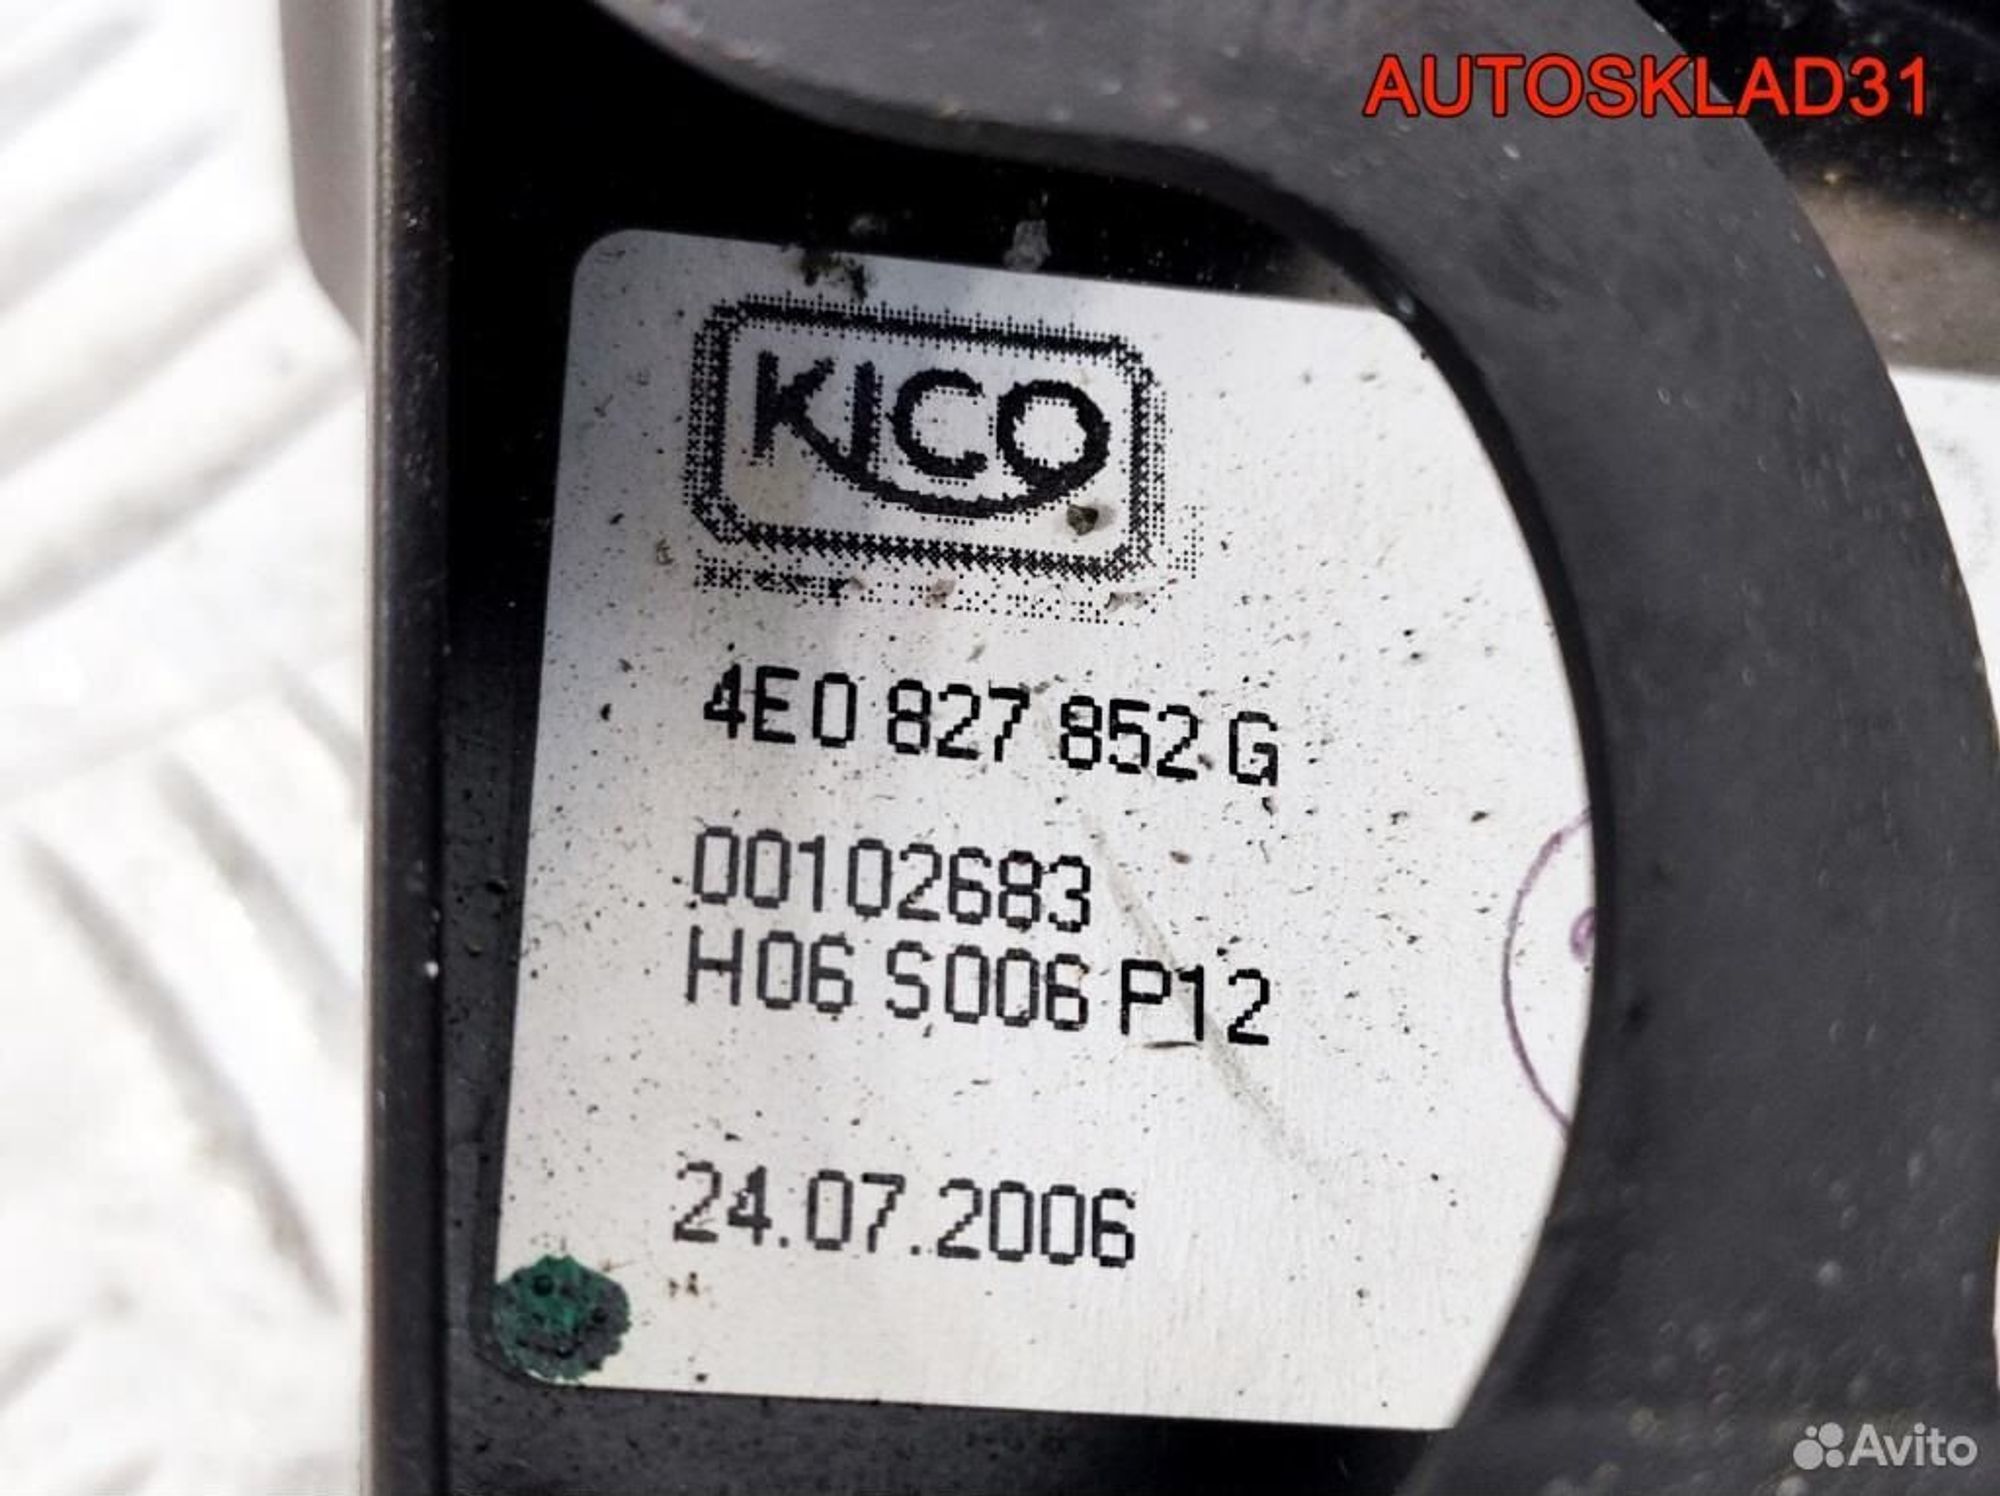 AUTOSKLAD31
KICO
4E0 827 852 G
00102683
H06 S006 P12
24.07.2006
Avito